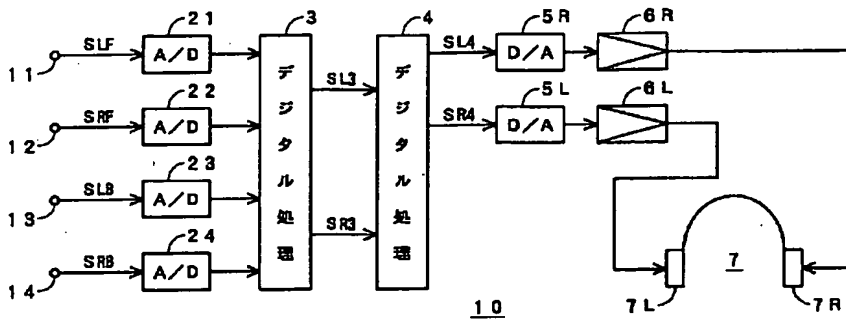 21
3
4
5R
6R
11
SLF
A/D
デジタル処理
SL3
デジタル処理
SL4
D/A
22
5L
6L
12
SRF
A/D
SR4
D/A
23
13
SLB
A/D
SR3
24
14
SRB
A/D
7
7L
7R
10